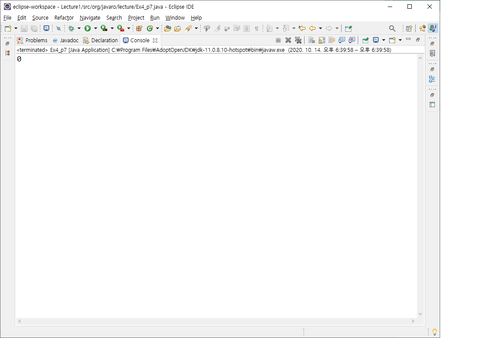 eclipse-workspace - Lecture1/src/org/javaro/lecture/Ex4_p7.java - Eclipse IDE
File Edit Source Refactor Navigate Search Project Run Window Help
Problems Javadoc Declaration Console
<terminated> Ex4_p7 [Java Application] C:₩Program Files₩AdoptOpenJDK₩jdk-11.0.8.10-hotspot₩bin₩javaw.exe (2020. 10. 14. 오후 6:39:58 – 오후 6:39:58)
0